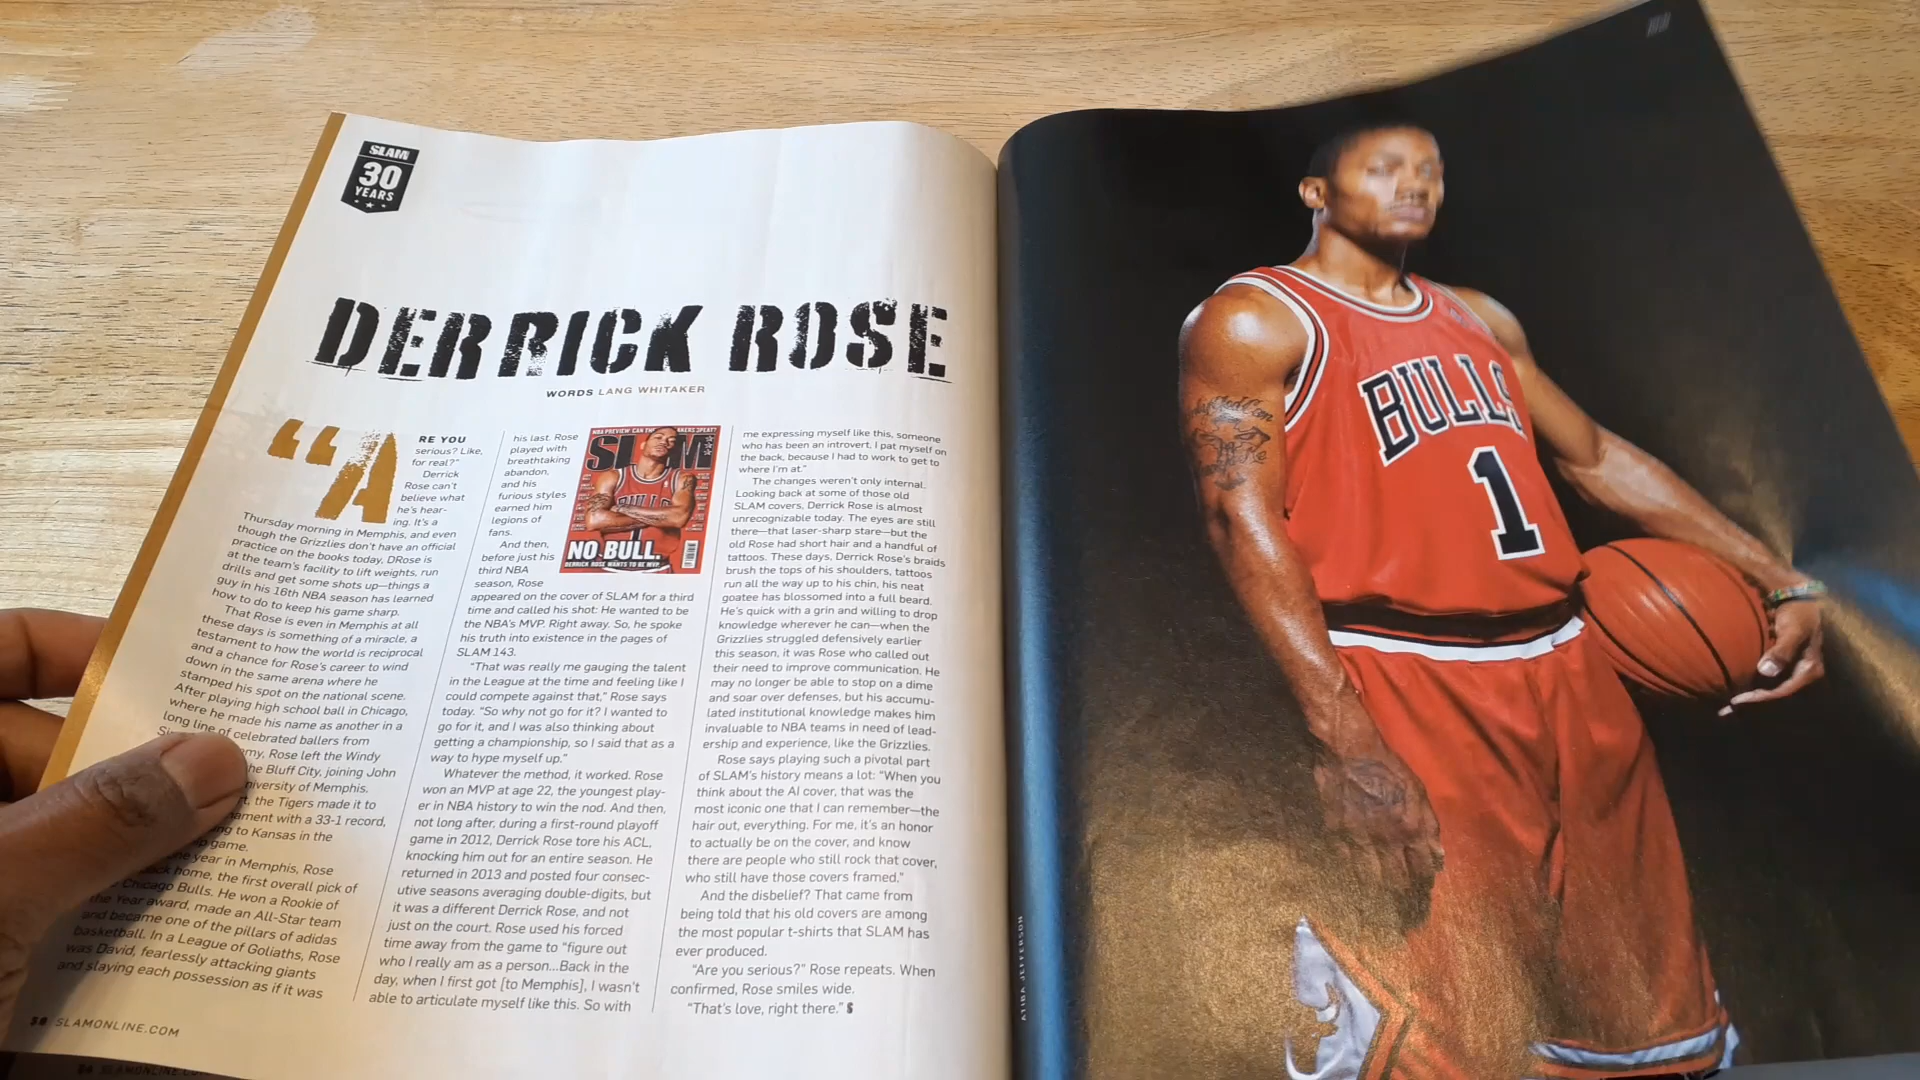 SLAM
30
YEARS
DERRICK ROSE
WORDS LANG WHITAKER
“A
RE YOU
serious? Like,
for real?”
Derrick
Rose can’t
believe what
he’s hear-
ing. It’s a
Thursday morning in Memphis, and even
though the Grizzlies don’t have an official
practice on the books today, DRose is
at the team’s facility to lift weights, run
drills and get some shots up—things a
guy in his 16th NBA season has learned
how to do to keep his game sharp.
That Rose is even in Memphis at all
these days is something of a miracle, a
testament to how the world is reciprocal
and a chance for Rose’s career to wind
down in the same arena where he
stamped his spot on the national scene.
After playing high school ball in Chicago,
where he made his name as another in a
long line of celebrated ballers from
Rose left the Windy
the Bluff City, joining John
University of Memphis.
the Tigers made it to
with a 33-1 record,
to Kansas in the
game.
year in Memphis, Rose
home, the first overall pick of
Chicago Bulls. He won a Rookie of
the Year award, made an All-Star team
and became one of the pillars of adidas
basketball. In a League of Goliaths, Rose
was David, fearlessly attacking giants
and slaying each possession as if it was
his last. Rose
played with
breathtaking
abandon,
and his
furious styles
earned him
legions of
fans.
And then,
before just his
third NBA
season, Rose
appeared on the cover of SLAM for a third
time and called his shot: He wanted to be
the NBA’s MVP. Right away. So, he spoke
his truth into existence in the pages of
SLAM 143.
“That was really me gauging the talent
in the League at the time and feeling like I
could compete against that,” Rose says
today. “So why not go for it? I wanted to
go for it, and I was also thinking about
getting a championship, so I said that as a
way to hype myself up.”
Whatever the method, it worked. Rose
won an MVP at age 22, the youngest play-
er in NBA history to win the nod. And then,
not long after, during a first-round playoff
game in 2012, Derrick Rose tore his ACL,
knocking him out for an entire season. He
returned in 2013 and posted four consec-
utive seasons averaging double-digits, but
it was a different Derrick Rose, and not
just on the court. Rose used his forced
time away from the game to “figure out
who I really am as a person...Back in the
day, when I first got [to Memphis], I wasn’t
able to articulate myself like this. So with
SLAM
BULLS
NO BULL.
DERRICK ROSE WANTS TO BE MVP.
me expressing myself like this, someone
who has been an introvert, I pat myself on
the back, because I had to work to get to
where I’m at.”
The changes weren’t only internal.
Looking back at some of those old
SLAM covers, Derrick Rose is almost
unrecognizable today. The eyes are still
there—that laser-sharp stare—but the
old Rose had short hair and a handful of
tattoos. These days, Derrick Rose’s braids
brush the tops of his shoulders, tattoos
run all the way up to his chin, his neat
goatee has blossomed into a full beard.
He’s quick with a grin and willing to drop
knowledge wherever he can—when the
Grizzlies struggled defensively earlier
this season, it was Rose who called out
their need to improve communication. He
may no longer be able to stop on a dime
and soar over defenses, but his accumu-
lated institutional knowledge makes him
invaluable to NBA teams in need of lead-
ership and experience, like the Grizzlies.
Rose says playing such a pivotal part
of SLAM’s history means a lot: “When you
think about the AI cover, that was the
most iconic one that I can remember—the
hair out, everything. For me, it’s an honor
to actually be on the cover, and know
there are people who still rock that cover,
who still have those covers framed.”
And the disbelief? That came from
being told that his old covers are among
the most popular t-shirts that SLAM has
ever produced.
“Are you serious?” Rose repeats. When
confirmed, Rose smiles wide.
“That’s love, right there.” S
38 SLAMONLINE.COM
ATIBA JEFFERSON
BULLS
1